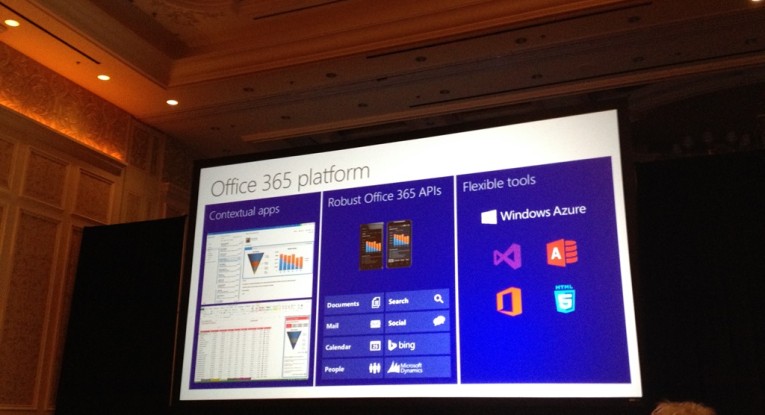 Office 365 platform
Contextual apps
Robust Office 365 APIs
Documents
Search
Mail
Social
Calendar
bing
People
Microsoft
Dynamics
Flexible tools
Windows Azure
A
HTML
5